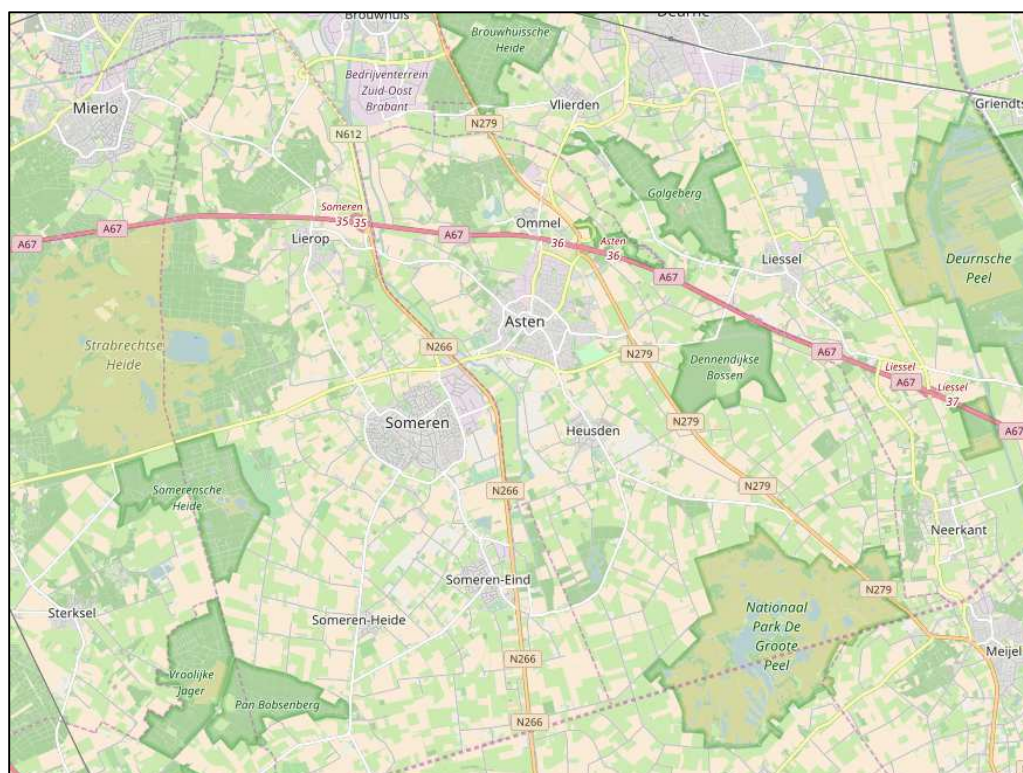 Brouwhuis
Deurne
Brouwhuissche
Heide
Bedrijventerrein
Zuid-Oost
Brabant
Mierlo
Vlierden
N279
N612
Galgeberg
Someren
35
35
A67
A67
A67
Lierop
Ommel
36
Asten
36
A67
Liessel
Deurnsche
Peel
Asten
Strabrechtse
Heide
N266
N279
Dennendijkse
Bossen
A67
Liessel
A67
Liessel
37
A67
Someren
Heusden
N279
Somerensche
Heide
N266
N279
Neerkant
Someren-Eind
N279
Sterksel
Someren-Heide
Nationaal
Park De
Groote
Peel
Meijel
N266
Vroolijke
Jager
Pan Bobsenberg
N266